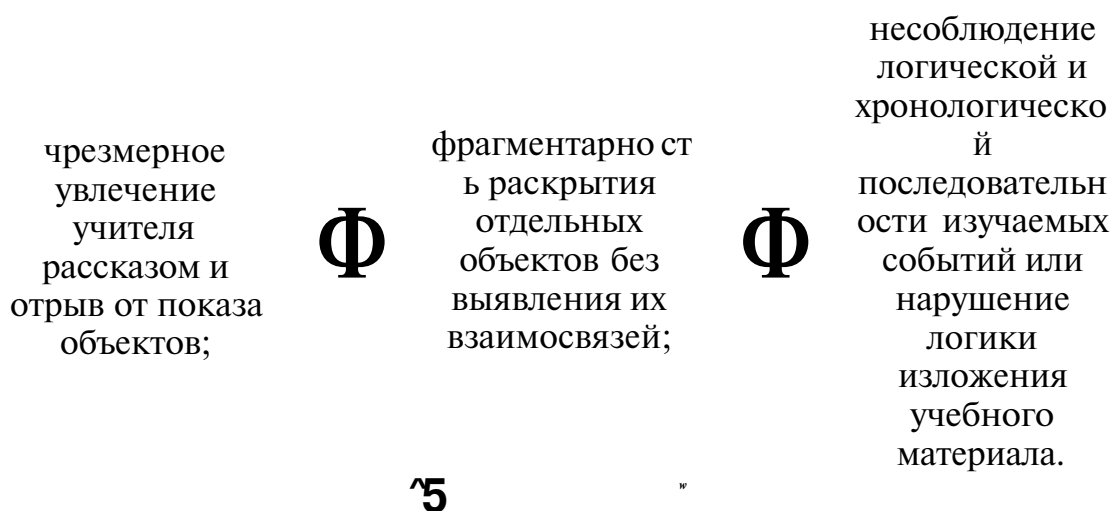 чрезмерное
увлечение
учителя
рассказом и
отрыв от показа
объектов;
Ф
фрагментарно ст
ь раскрытия
отдельных
объектов без
выявления их
взаимосвязей;
Ф
несоблюдение
логической и
хронологическо
й
последовательн
ости изучаемых
событий или
нарушение
логики
изложения
учебного
материала.
^5
w